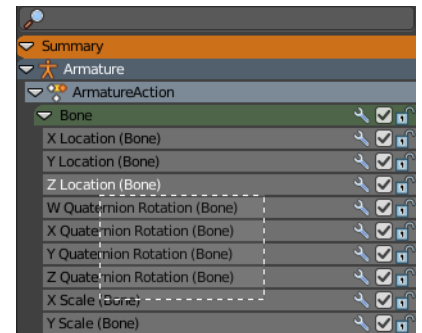 Summary
Armature
ArmatureAction
Bone
X Location (Bone)
Y Location (Bone)
Z Location (Bone)
W Quaternion Rotation (Bone)
X Quaternion Rotation (Bone)
Y Quaternion Rotation (Bone)
Z Quaternion Rotation (Bone)
X Scale (Bone)
Y Scale (Bone)